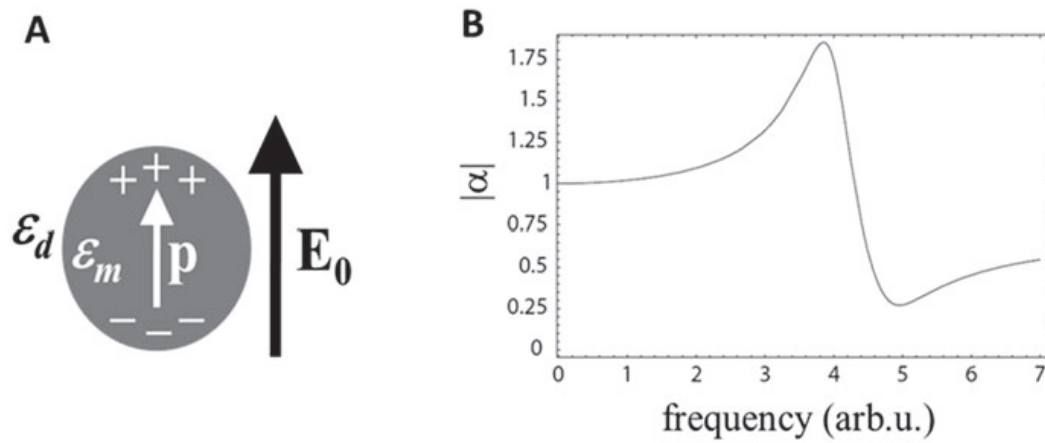 A
+ + +
ε_d ε_m p E_0
− − −
B
|α|
1.75
1.5
1.25
1
0.75
0.5
0.25
0
0 1 2 3 4 5 6 7
frequency (arb.u.)